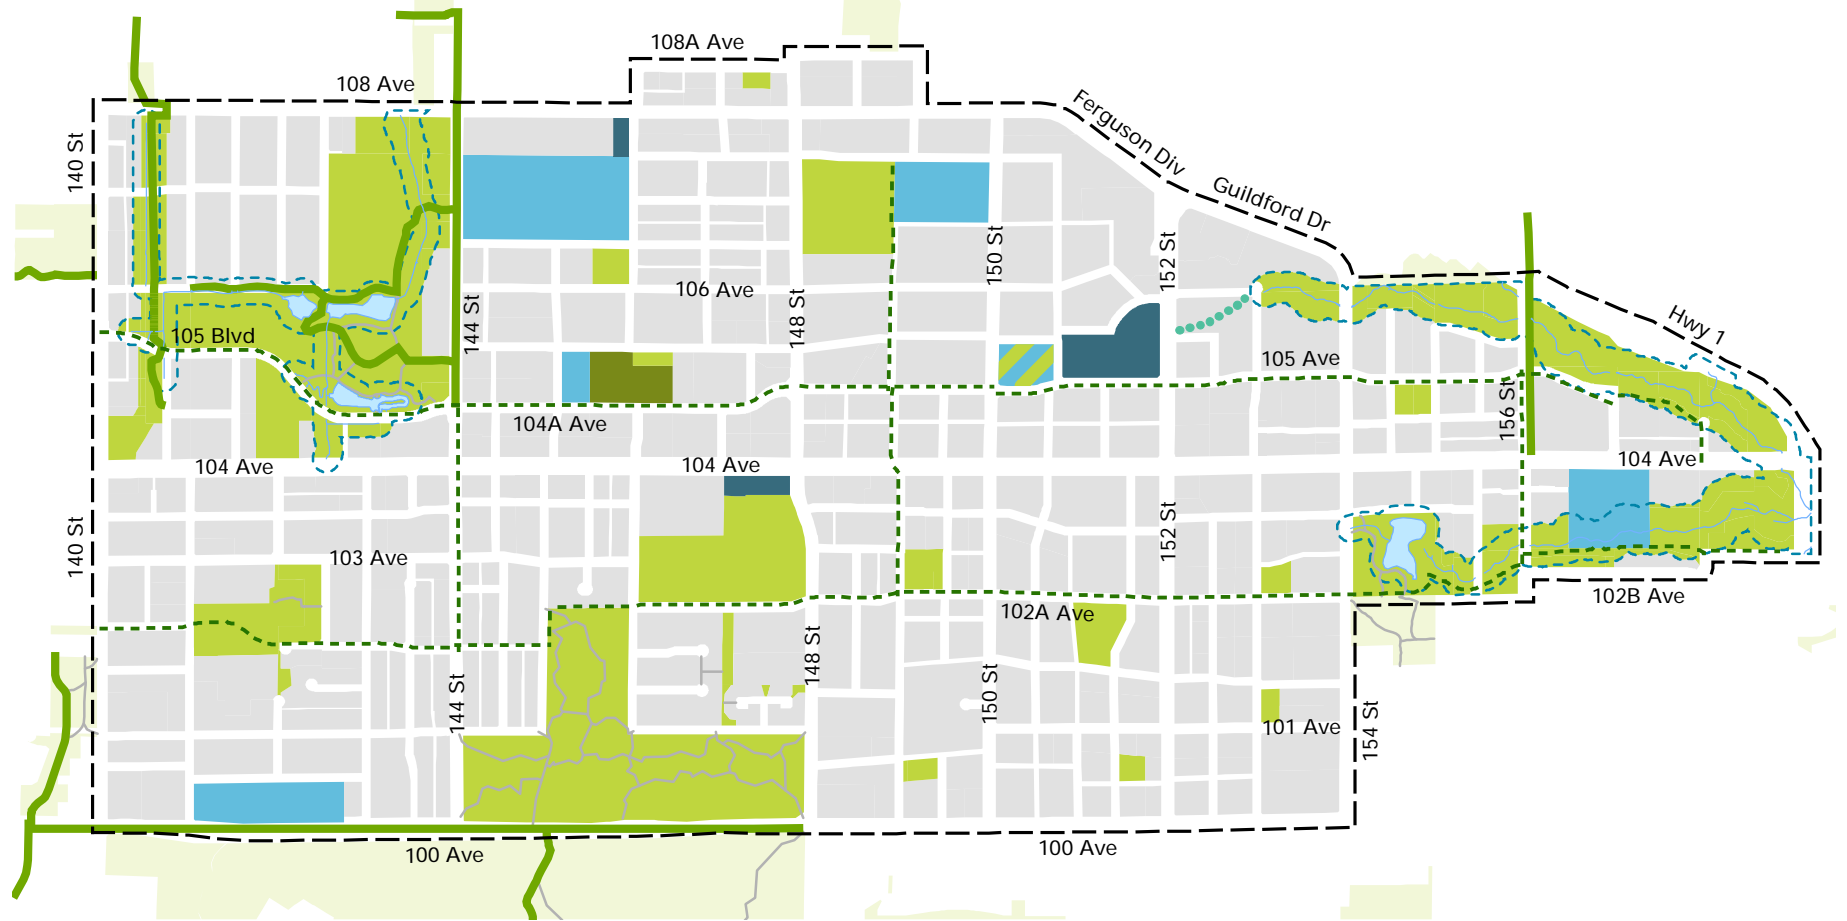 108A Ave
108 Ave
Ferguson Div
140 St
Guildford Dr
150 St
152 St
106 Ave
148 St
144 St
Hwy 1
105 Blvd
105 Ave
156 St
104A Ave
104 Ave
104 Ave
104 Ave
140 St
152 St
103 Ave
102B Ave
102A Ave
148 St
144 St
150 St
154 St
101 Ave
100 Ave
100 Ave